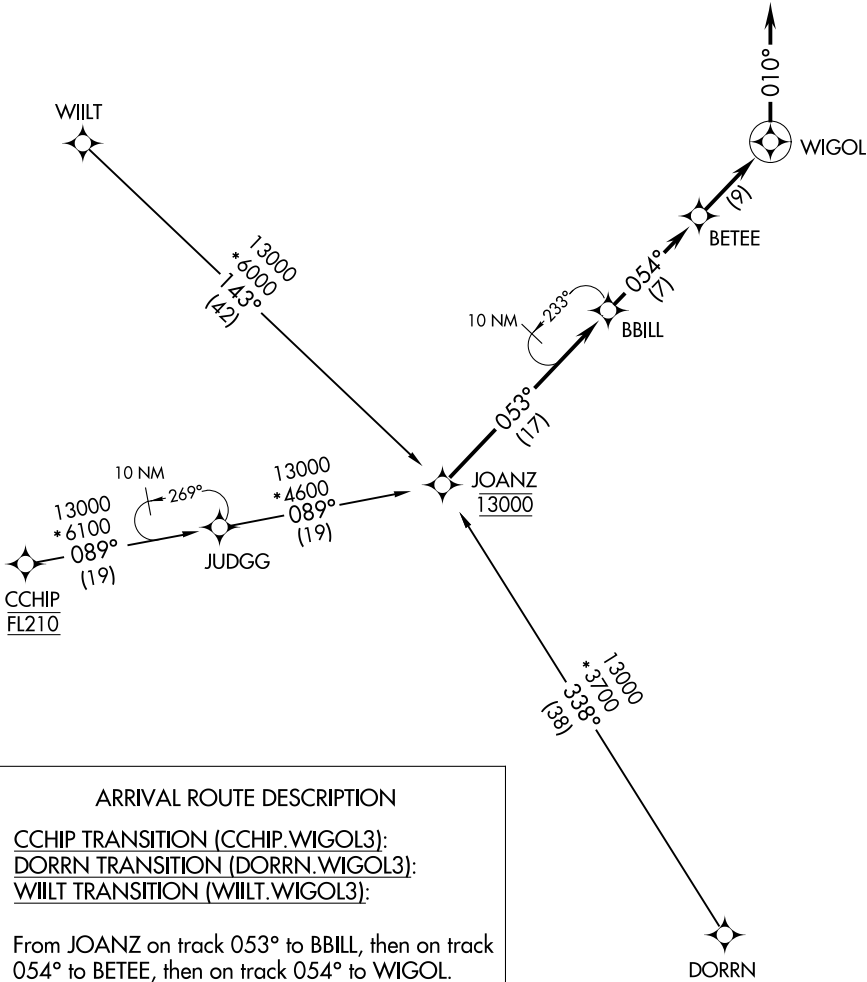 010°
WIILT
WIGOL
(9)
BETEE
13000
*6000
143°
(42)
054°
(7)
233°
10 NM
BBILL
053°
(17)
10 NM
269°
13000
*4600
089°
(19)
JOANZ
13000
13000
*6100
089°
(19)
JUDGG
CCHIP
FL210
13000
*3700
338°
(38)
DORRN
ARRIVAL ROUTE DESCRIPTION
CCHIP TRANSITION (CCHIP.WIGOL3):
DORRN TRANSITION (DORRN.WIGOL3):
WIILT TRANSITION (WIILT.WIGOL3):
From JOANZ on track 053° to BBILL, then on track
054° to BETEE, then on track 054° to WIGOL.